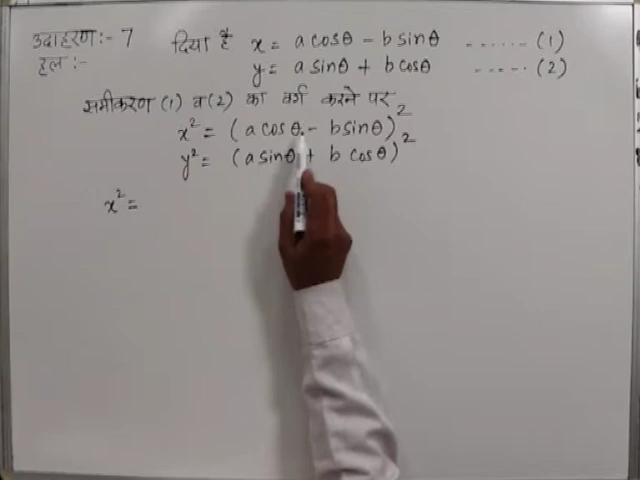 उदाहरण:- 7 दिया है x = a cosθ - b sinθ ....... (1)
हल:- y = a sinθ + b cosθ ...... (2)
समीकरण (1) व (2) का वर्ग करने पर
x² = (a cosθ - b sinθ)²
y² = (a sinθ + b cosθ)²
x² =